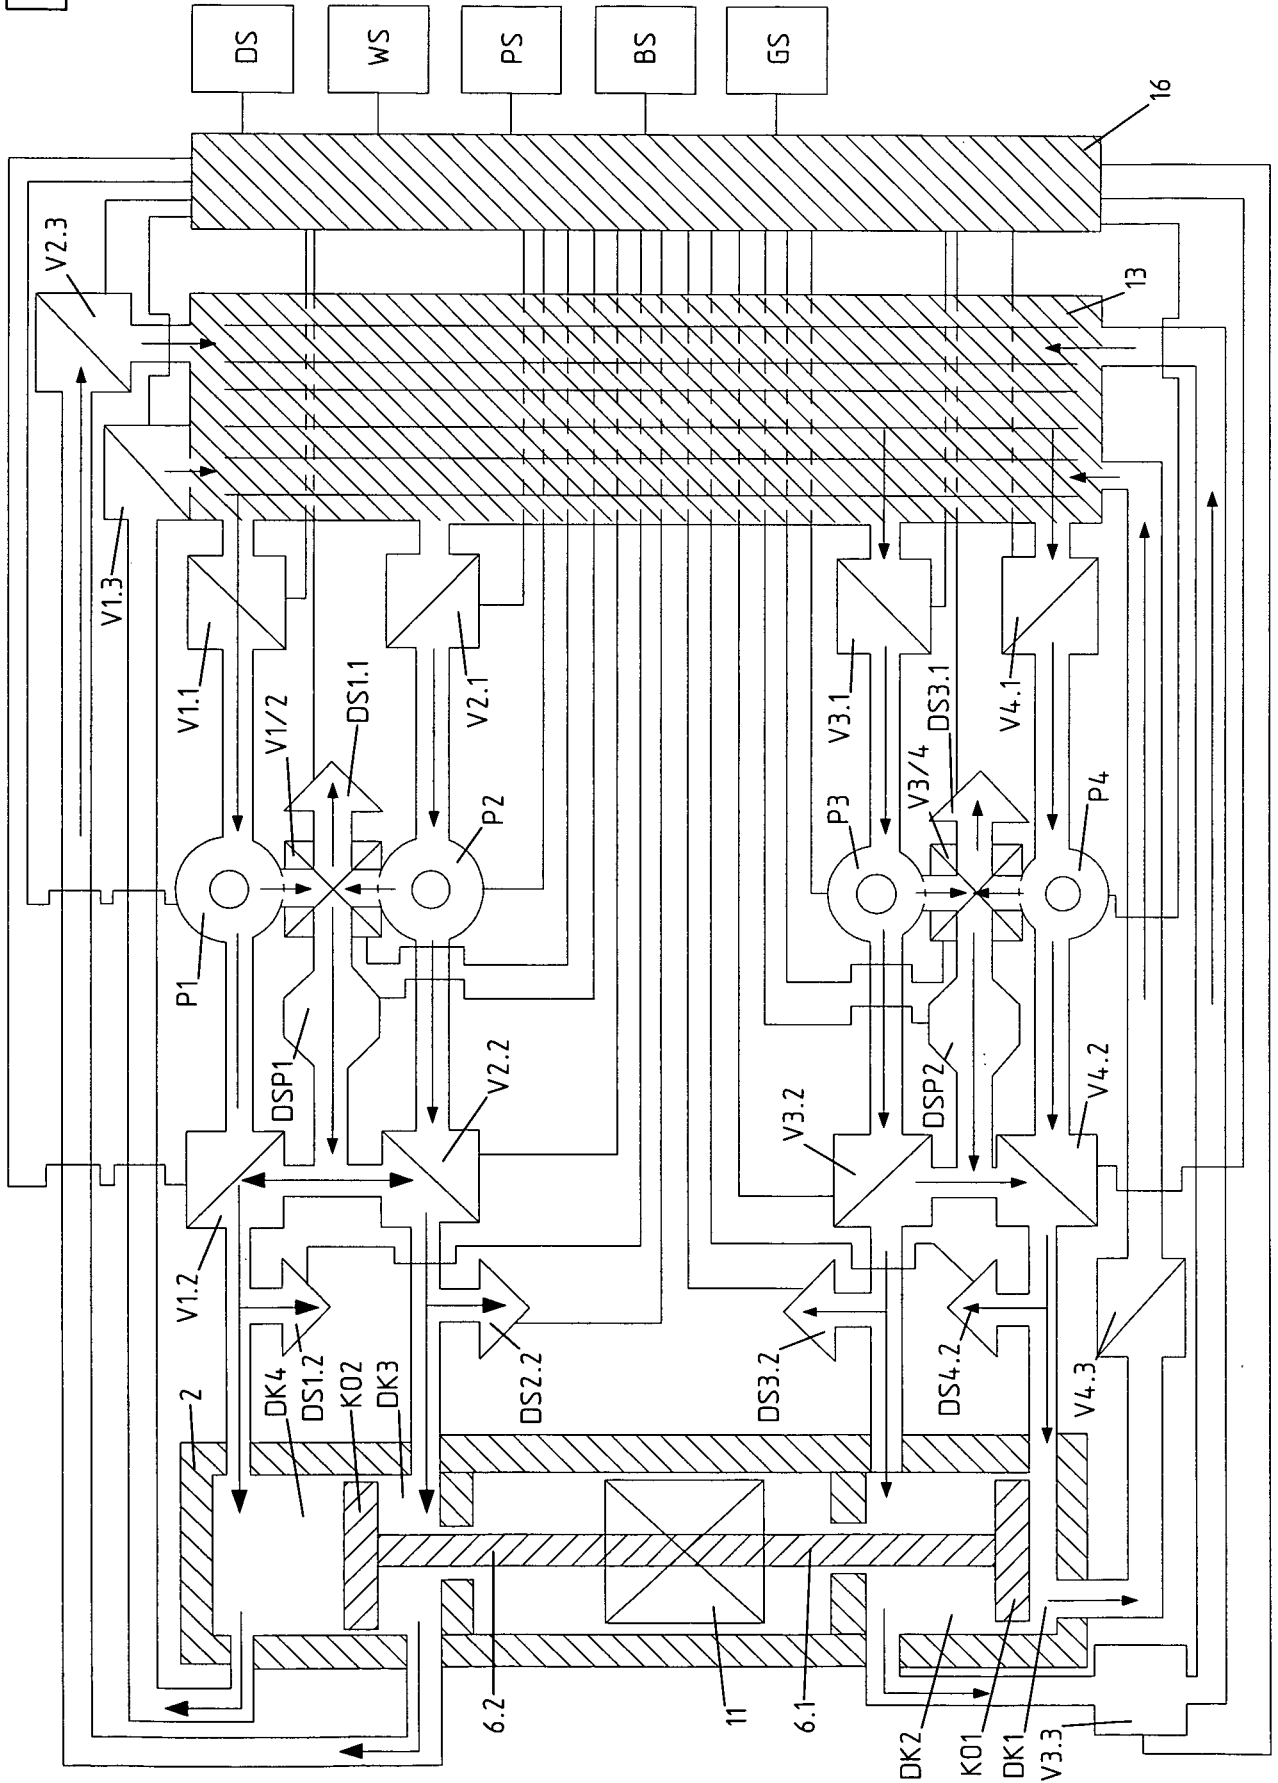 DS
WS
PS
BS
GS
16
V2.3
13
V1.3
V1.1
V2.1
V3.1
V4.1
DS1.1
DS3.1
V1/2
V3/4
P2
P3
P4
P1
DSP1
V2.2
V3.2
DSP2
V4.2
V1.2
2
DK4
DS1.2
K02
DK3
DS2.2
DS3.2
DS4.2
V4.3
6.2
11
6.1
DK2
K01
DK1
V3.3